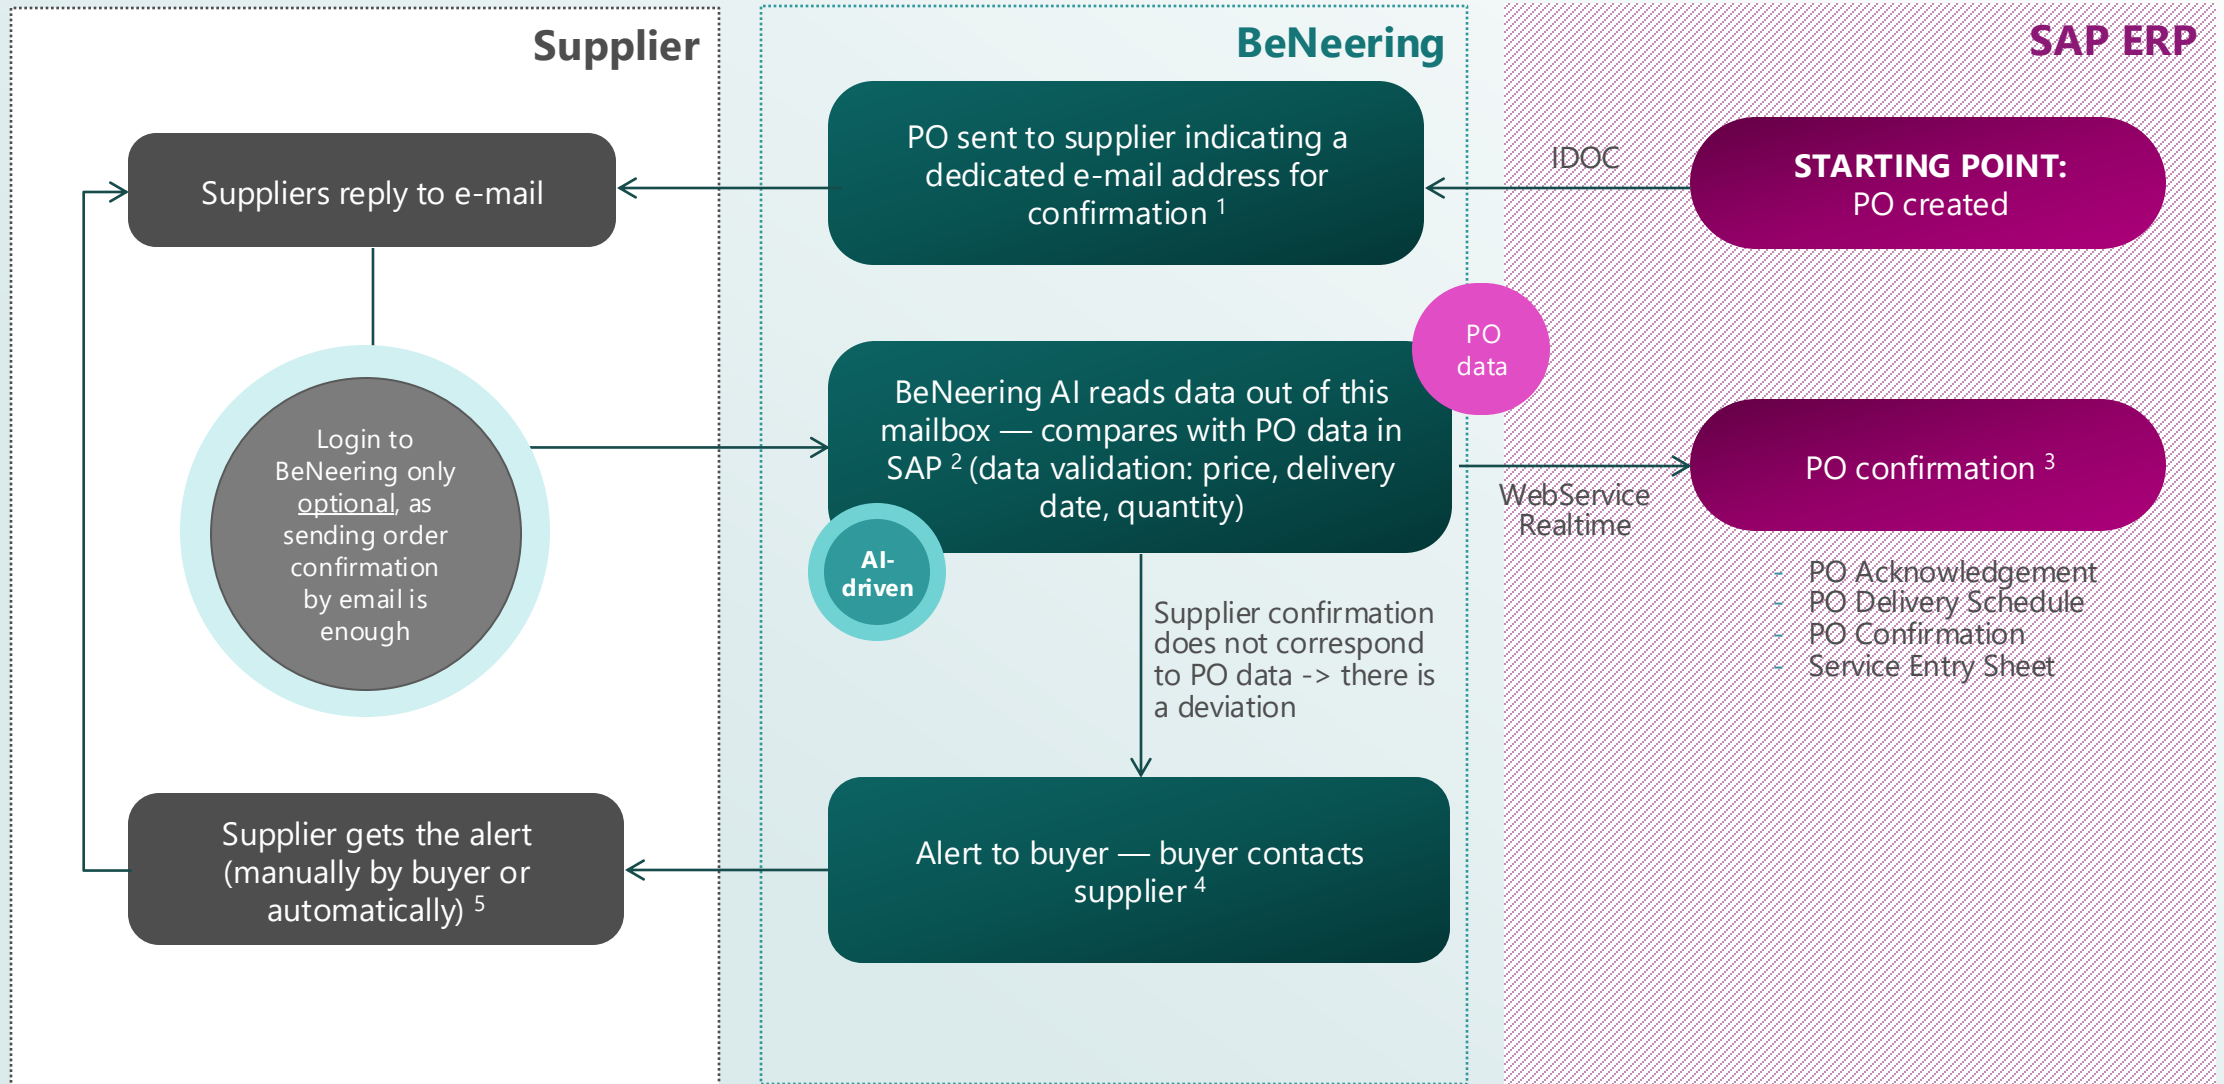 Supplier
BeNeering
SAP ERP
PO sent to supplier indicating a
dedicated e-mail address for
confirmation 1
IDOC
STARTING POINT:
PO created
Suppliers reply to e-mail
PO
data
BeNeering AI reads data out of this
mailbox — compares with PO data in
SAP 2 (data validation: price, delivery
date, quantity)
AI-
driven
Login to
BeNeering only
optional, as
sending order
confirmation
by email is
enough
WebService
Realtime
PO confirmation 3
- PO Acknowledgement
- PO Delivery Schedule
- PO Confirmation
- Service Entry Sheet
Supplier confirmation
does not correspond
to PO data -> there is
a deviation
Supplier gets the alert
(manually by buyer or
automatically) 5
Alert to buyer — buyer contacts
supplier 4